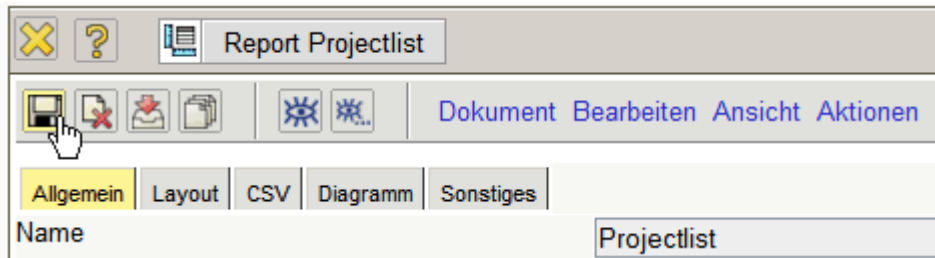 Report Projectlist
Dokument Bearbeiten Ansicht Aktionen
Allgemein Layout CSV Diagramm Sonstiges
Name Projectlist